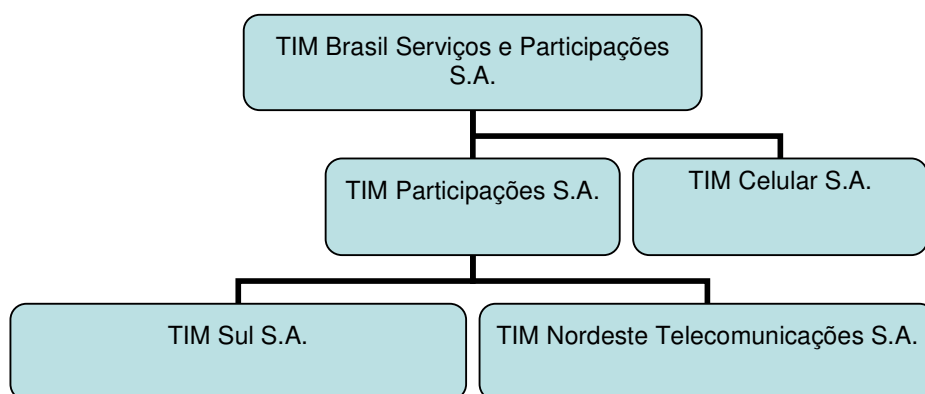 TIM Brasil Serviços e Participações
S.A.
TIM Participações S.A.
TIM Celular S.A.
TIM Sul S.A.
TIM Nordeste Telecomunicações S.A.